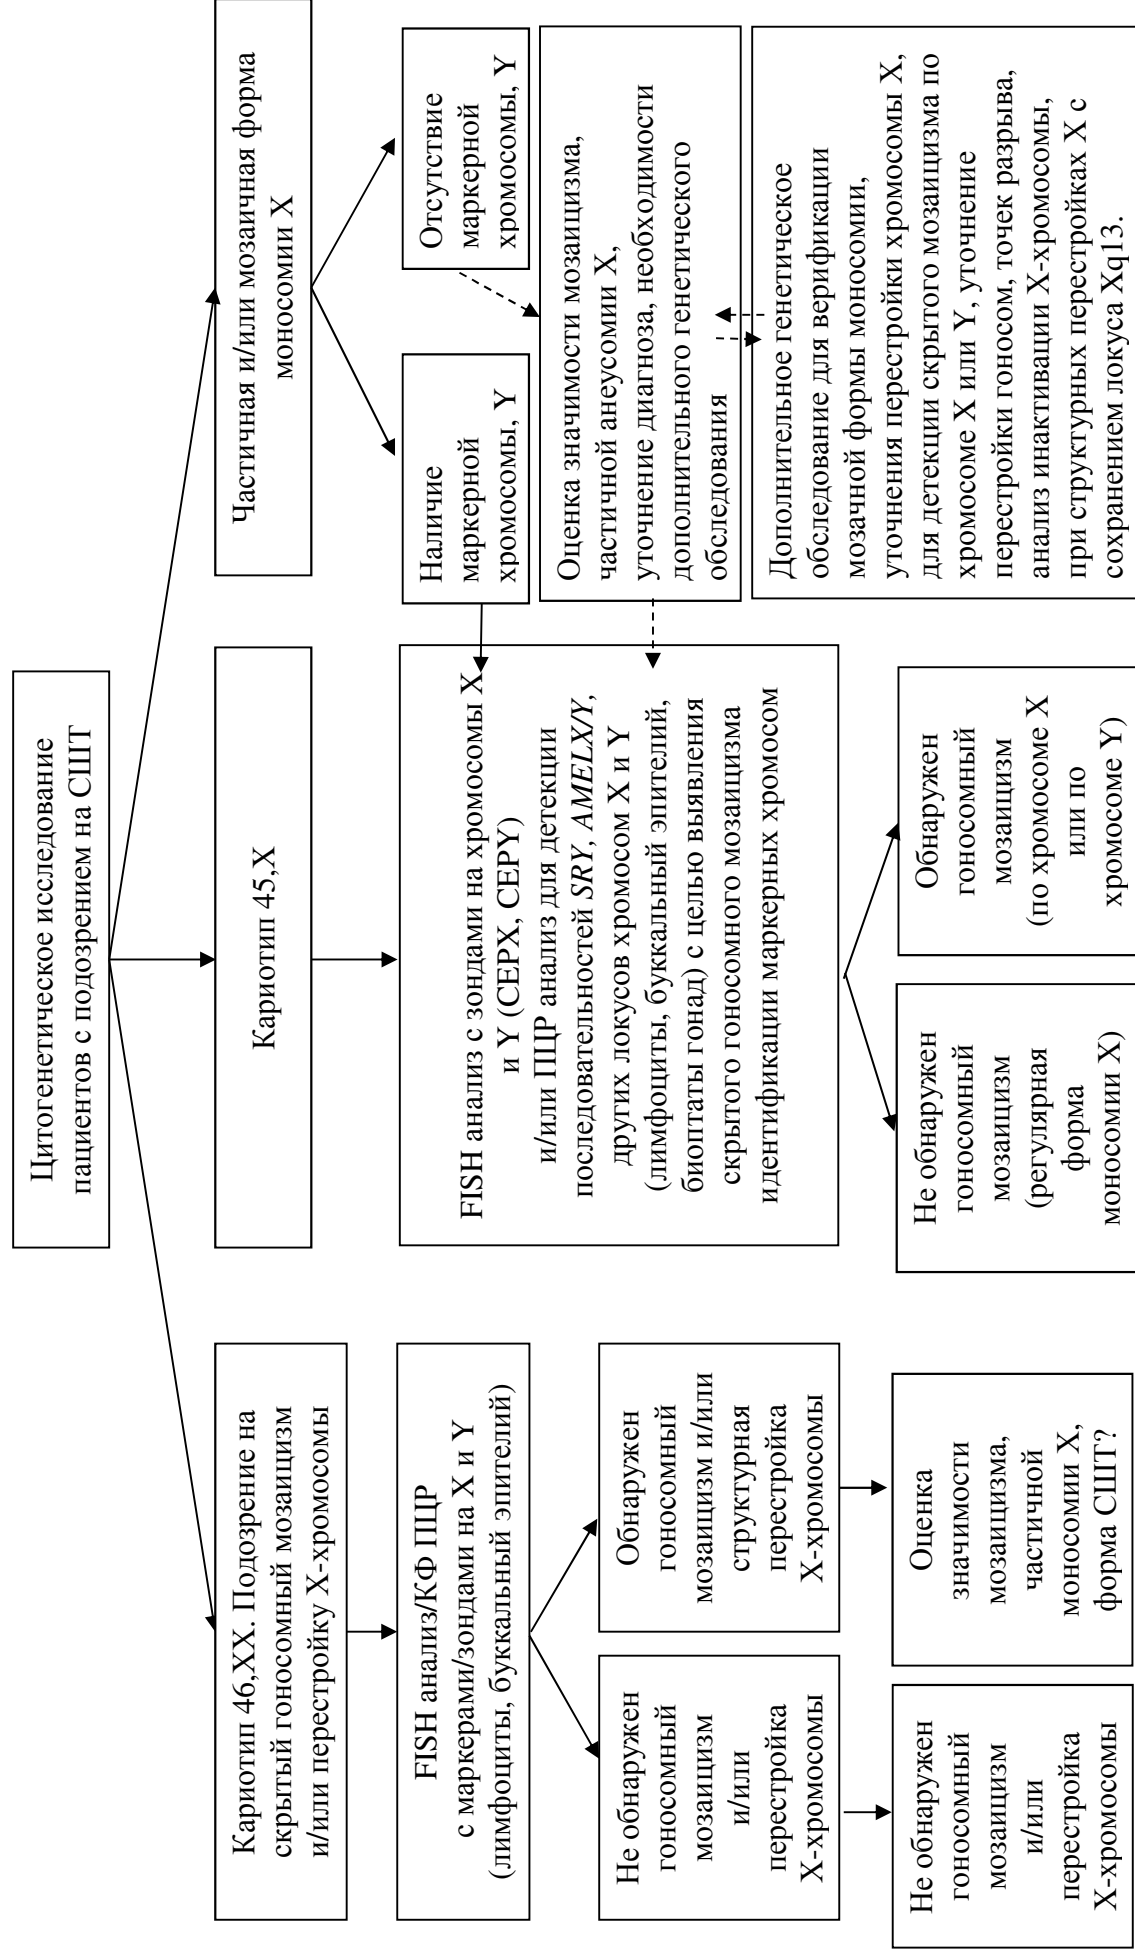 Цитогенетическое исследование
пациентов с подозрением на СШТ
Кариотип 46,XX. Подозрение на
скрытый гоносомный мозаицизм
и/или перестройку Х-хромосомы
Кариотип 45,X
Частичная и/или мозаичная форма
моносомии X
FISH анализ/КФ ПЦР
с маркерами/зондами на X и Y
(лимфоциты, буккальный эпителий)
FISH анализ с зондами на хромосомы X
и Y (CEPX, CEPY)
и/или ПЦР анализ для детекции
последовательностей SRY, AMELX/Y,
других локусов хромосом X и Y
(лимфоциты, буккальный эпителий,
биоптаты гонад) с целью выявления
скрытого гоносомного мозаицизма
идентификации маркерных хромосом
Наличие
маркерной
хромосомы, Y
Отсутствие
маркерной
хромосомы, Y
Оценка значимости мозаицизма,
частичной анеусомии X,
уточнение диагноза, необходимости
дополнительного генетического
обследования
Дополнительное генетическое
обследование для верификации
мозачной формы моносомии,
уточнения перестройки хромосомы X,
для детекции скрытого мозаицизма по
хромосоме X или Y, уточнение
перестройки гоносом, точек разрыва,
анализ инактивации X-хромосомы,
при структурных перестройках X с
сохранением локуса Xq13.
Не обнаружен
гоносомный
мозаицизм
и/или
перестройка
Х-хромосомы
Обнаружен
гоносомный
мозаицизм и/или
структурная
перестройка
Х-хромосомы
Не обнаружен
гоносомный
мозаицизм
и/или
перестройка
Х-хромосомы
Оценка
значимости
мозаицизма,
частичной
моносомии X,
форма СШТ?
Не обнаружен
гоносомный
мозаицизм
(регулярная
форма
моносомии X)
Обнаружен
гоносомный
мозаицизм
(по хромосоме X
или по
хромосоме Y)